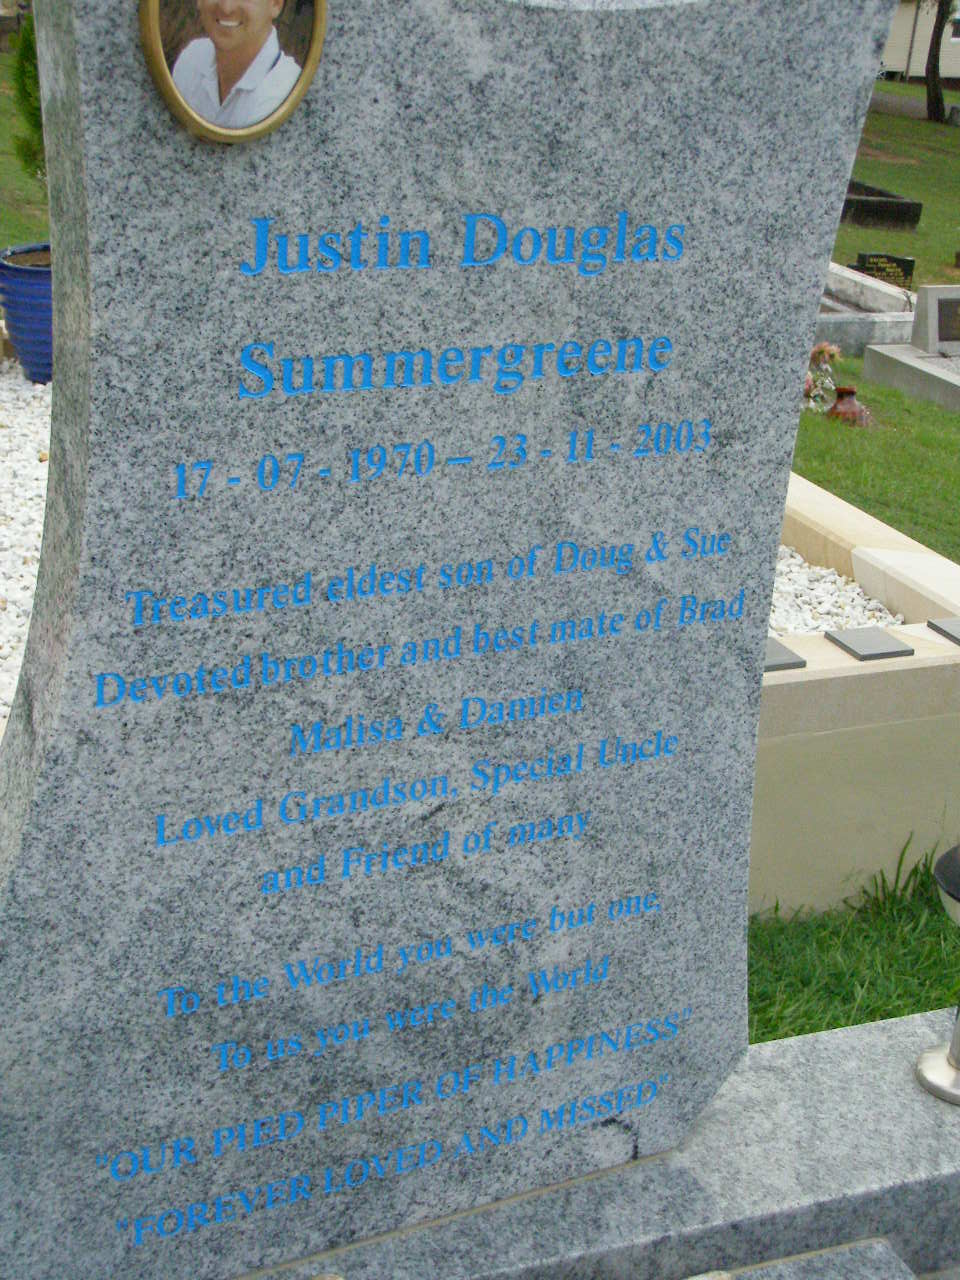 Justin Douglas
Summergreene
17 - 07 - 1970 – 23 - 11 - 2003
Treasured eldest son of Doug & Sue
Devoted brother and best mate of Brad
Malisa & Damien
Loved Grandson, Special Uncle
and Friend of many
To the World you were but one,
To us you were the World
"OUR PIED PIPER OF HAPPINESS"
"FOREVER LOVED AND MISSED"